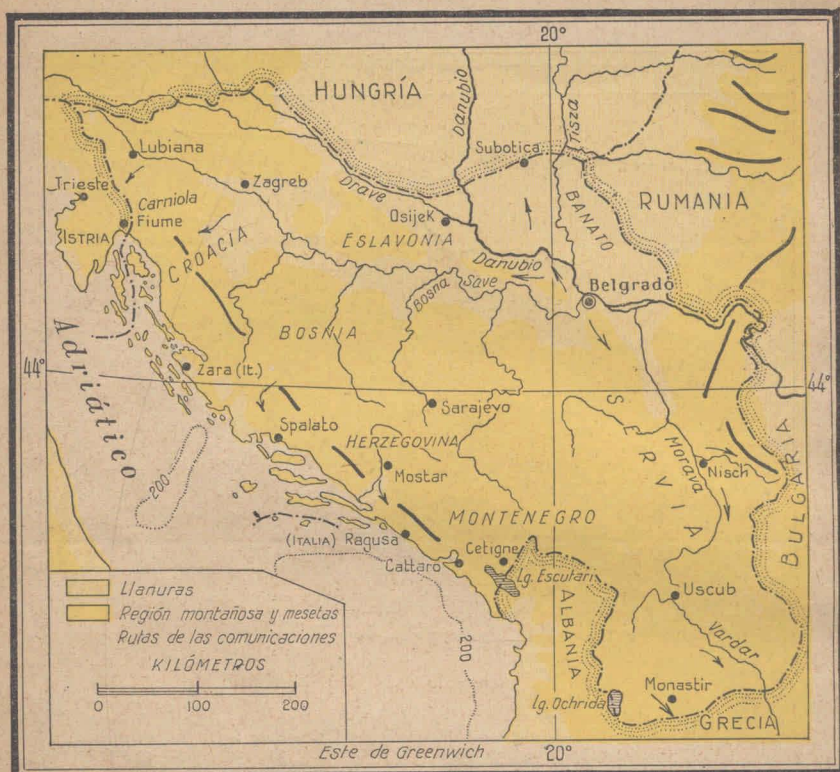 20°
HUNGRÍA
Danubio
Tisza
Subotica
Lubiana
Trieste
Carniola
Fiume
Zagreb
Drave
Osijek
BANATO
RUMANIA
ISTRIA
CROACIA
ESLAVONIA
Danubio
Save
Bosna
Belgrado
BOSNIA
Adriático
44°
Zara (It.)
44°
Sarajevo
SERVIA
Spalato
HERZEGOVINA
Mostar
Morava
Nisch
BULGARIA
200
MONTENEGRO
(ITALIA)
Ragusa
Cattaro
Cetigne
Lg. Escutari
ALBANIA
Uscub
Vardar
200
Monastir
Lg. Ochrida
GRECIA
Llanuras
Región montañosa y mesetas
Rutas de las comunicaciones
KILÓMETROS
0 100 200
Este de Greenwich
20°